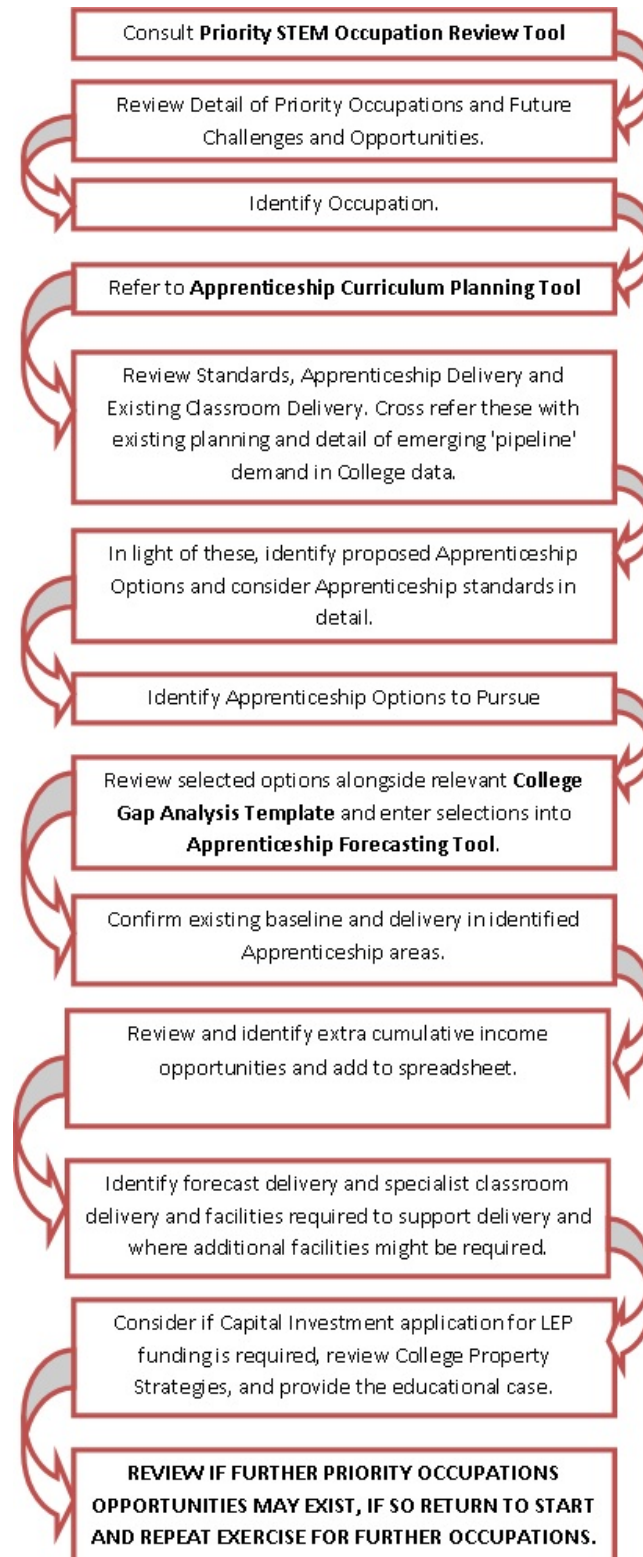 Consult Priority STEM Occupation Review Tool
Review Detail of Priority Occupations and Future
Challenges and Opportunities.
Identify Occupation.
Refer to Apprenticeship Curriculum Planning Tool
Review Standards, Apprenticeship Delivery and
Existing Classroom Delivery. Cross refer these with
existing planning and detail of emerging 'pipeline'
demand in College data.
In light of these, identify proposed Apprenticeship
Options and consider Apprenticeship standards in
detail.
Identify Apprenticeship Options to Pursue
Review selected options alongside relevant College
Gap Analysis Template and enter selections into
Apprenticeship Forecasting Tool.
Confirm existing baseline and delivery in identified
Apprenticeship areas.
Review and identify extra cumulative income
opportunities and add to spreadsheet.
Identify forecast delivery and specialist classroom
delivery and facilities required to support delivery and
where additional facilities might be required.
Consider if Capital Investment application for LEP
funding is required, review College Property
Strategies, and provide the educational case.
REVIEW IF FURTHER PRIORITY OCCUPATIONS
OPPORTUNITIES MAY EXIST, IF SO RETURN TO START
AND REPEAT EXERCISE FOR FURTHER OCCUPATIONS.